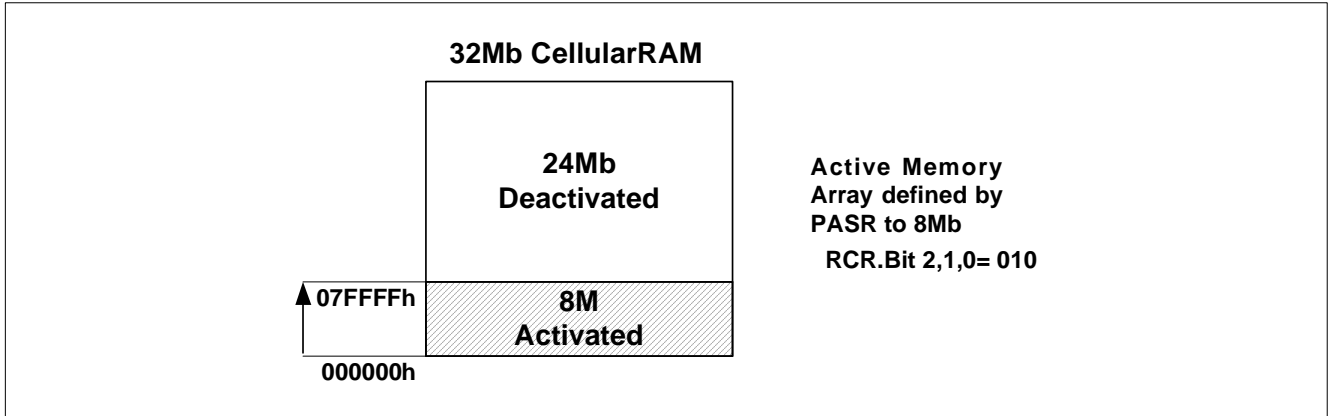 32Mb CellularRAM
24Mb
Deactivated
Active Memory
Array defined by
PASR to 8Mb
RCR.Bit 2,1,0= 010
07FFFFh
8M
Activated
000000h